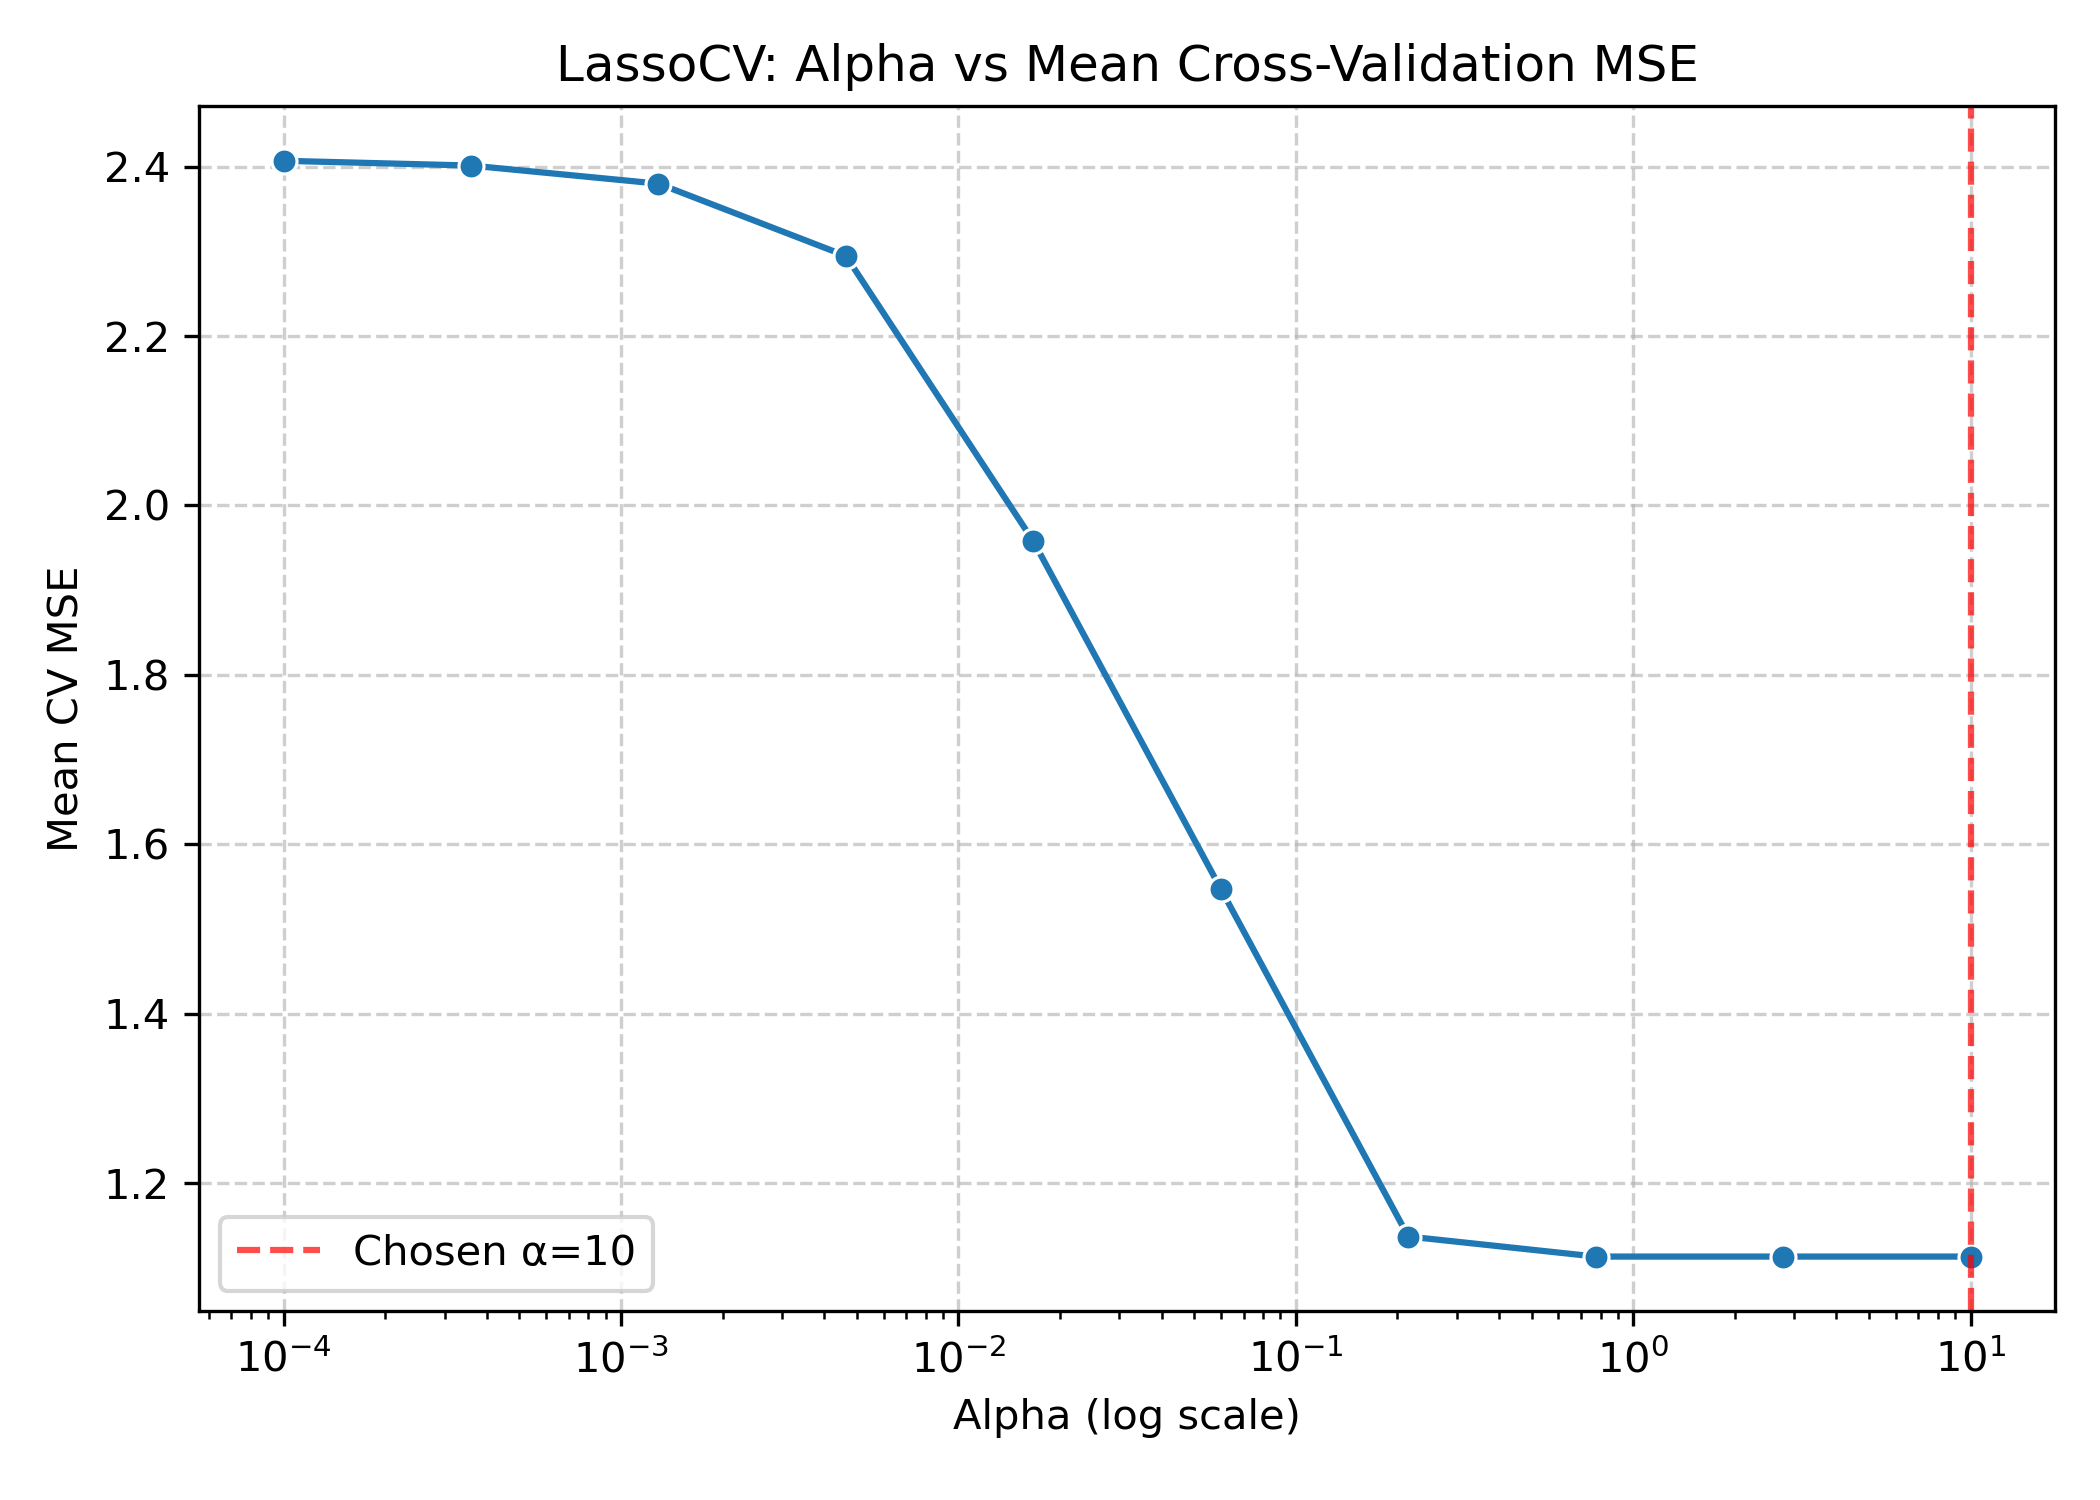 LassoCV: Alpha vs Mean Cross-Validation MSE
Mean CV MSE
2.4
2.2
2.0
1.8
1.6
1.4
1.2
Chosen α=10
10⁻⁴ 10⁻³ 10⁻² 10⁻¹ 10⁰ 10¹
Alpha (log scale)